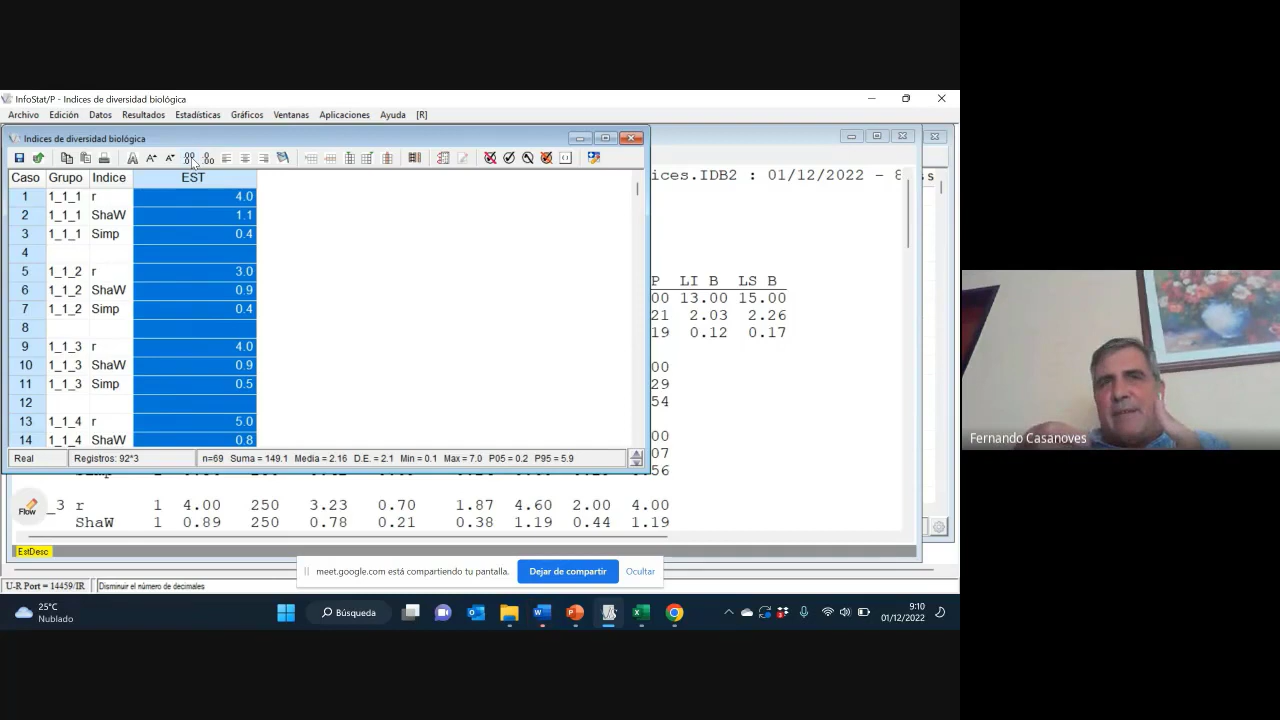 InfoStat/P - Indices de diversidad biológica
Archivo Edición Datos Resultados Estadísticas Gráficos Ventanas Aplicaciones Ayuda [R]
Indices de diversidad biológica
Caso Grupo Indice EST
1 1_1_1 r 4.0
2 1_1_1 ShaW 1.1
3 1_1_1 Simp 0.4
4
5 1_1_2 r 3.0
6 1_1_2 ShaW 0.9
7 1_1_2 Simp 0.4
8
9 1_1_3 r 4.0
10 1_1_3 ShaW 0.9
11 1_1_3 Simp 0.5
12
13 1_1_4 r 5.0
14 1_1_4 ShaW 0.8
Real Registros: 92*3 n=69 Suma = 149.1 Media = 2.16 D.E. = 2.1 Min = 0.1 Max = 7.0 P05 = 0.2 P95 = 5.9
ices.IDB2 : 01/12/2022 - 8
P LI B LS B
00 13.00 15.00
21 2.03 2.26
19 0.12 0.17
00
29
54
00
07
56
_3 r 1 4.00 250 3.23 0.70 1.87 4.60 2.00 4.00
ShaW 1 0.89 250 0.78 0.21 0.38 1.19 0.44 1.19
Flow
EstDesc
meet.google.com está compartiendo tu pantalla. Dejar de compartir Ocultar
U-R Port = 14459/IR Disminuir el número de decimales
25°C
Nublado
Búsqueda
9:10
01/12/2022
Fernando Casanoves